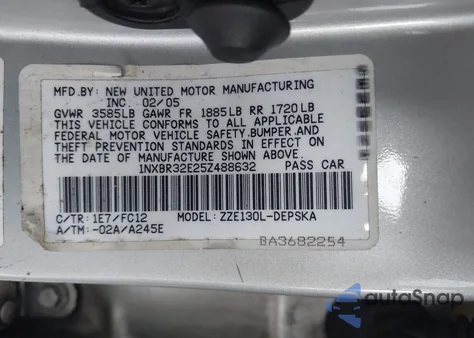 MFD.BY: NEW UNITED MOTOR MANUFACTURING
INC. 02/05
GVWR 3585LB GAWR FR 1885LB RR 1720LB
THIS VEHICLE CONFORMS TO ALL APPLICABLE
FEDERAL MOTOR VEHICLE SAFETY, BUMPER, AND
THEFT PREVENTION STANDARDS IN EFFECT ON
THE DATE OF MANUFACTURE SHOWN ABOVE.
1NXBR32E25Z488632 PASS CAR
C/TR: 1E7/FC12 MODEL: ZZE130L-DEPSKA
A/TM: -02A/A245E
BA3682254
autoSnap